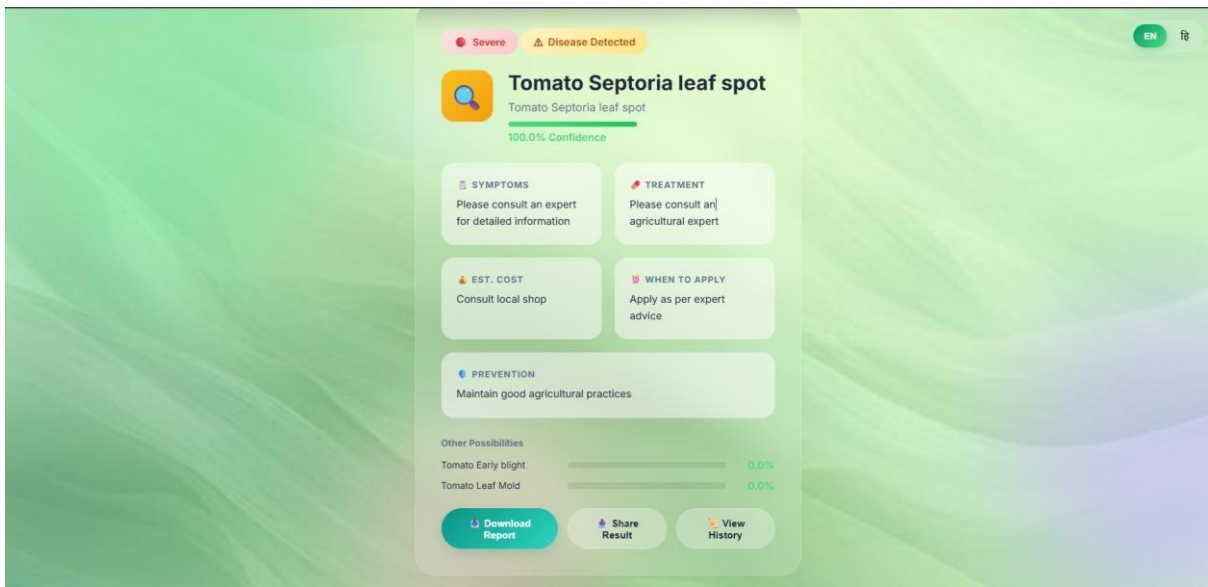 Severe
Disease Detected
EN
हि
Tomato Septoria leaf spot
Tomato Septoria leaf spot
100.0% Confidence
SYMPTOMS
Please consult an expert
for detailed information
TREATMENT
Please consult an
agricultural expert
EST. COST
Consult local shop
WHEN TO APPLY
Apply as per expert
advice
PREVENTION
Maintain good agricultural practices
Other Possibilities
Tomato Early blight 0.0%
Tomato Leaf Mold 0.0%
Download
Report
Share
Result
View
History